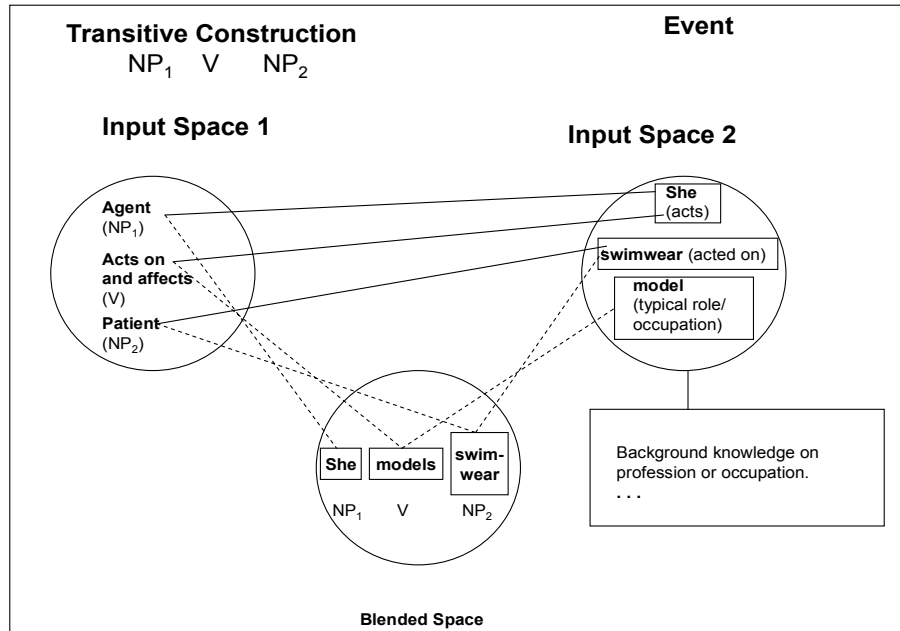 Transitive Construction
NP₁ V NP₂
Event
Input Space 1
Input Space 2
Agent
(NP₁)
Acts on
and affects
(V)
Patient
(NP₂)
She
(acts)
swimwear (acted on)
model
(typical role/
occupation)
She
models
swim-
wear
NP₁ V NP₂
Background knowledge on
profession or occupation.
. . .
Blended Space